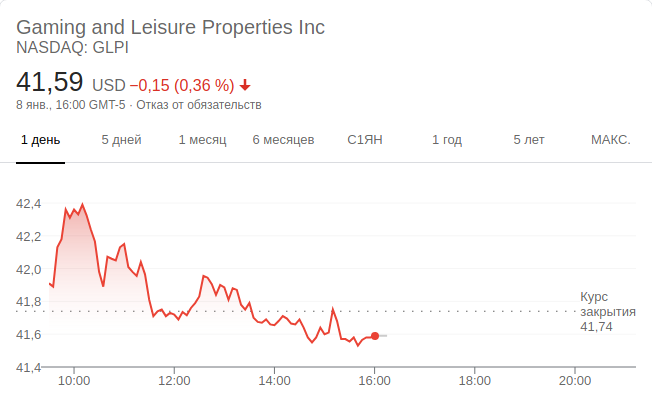 Gaming and Leisure Properties Inc
NASDAQ: GLPI
41,59 USD −0,15 (0,36 %)
8 янв., 16:00 GMT-5 · Отказ от обязательств
1 день 5 дней 1 месяц 6 месяцев С1ЯН 1 год 5 лет МАКС.
42,4
42,2
42,0
41,8
41,6
41,4
Курс
закрытия
41,74
10:00 12:00 14:00 16:00 18:00 20:00